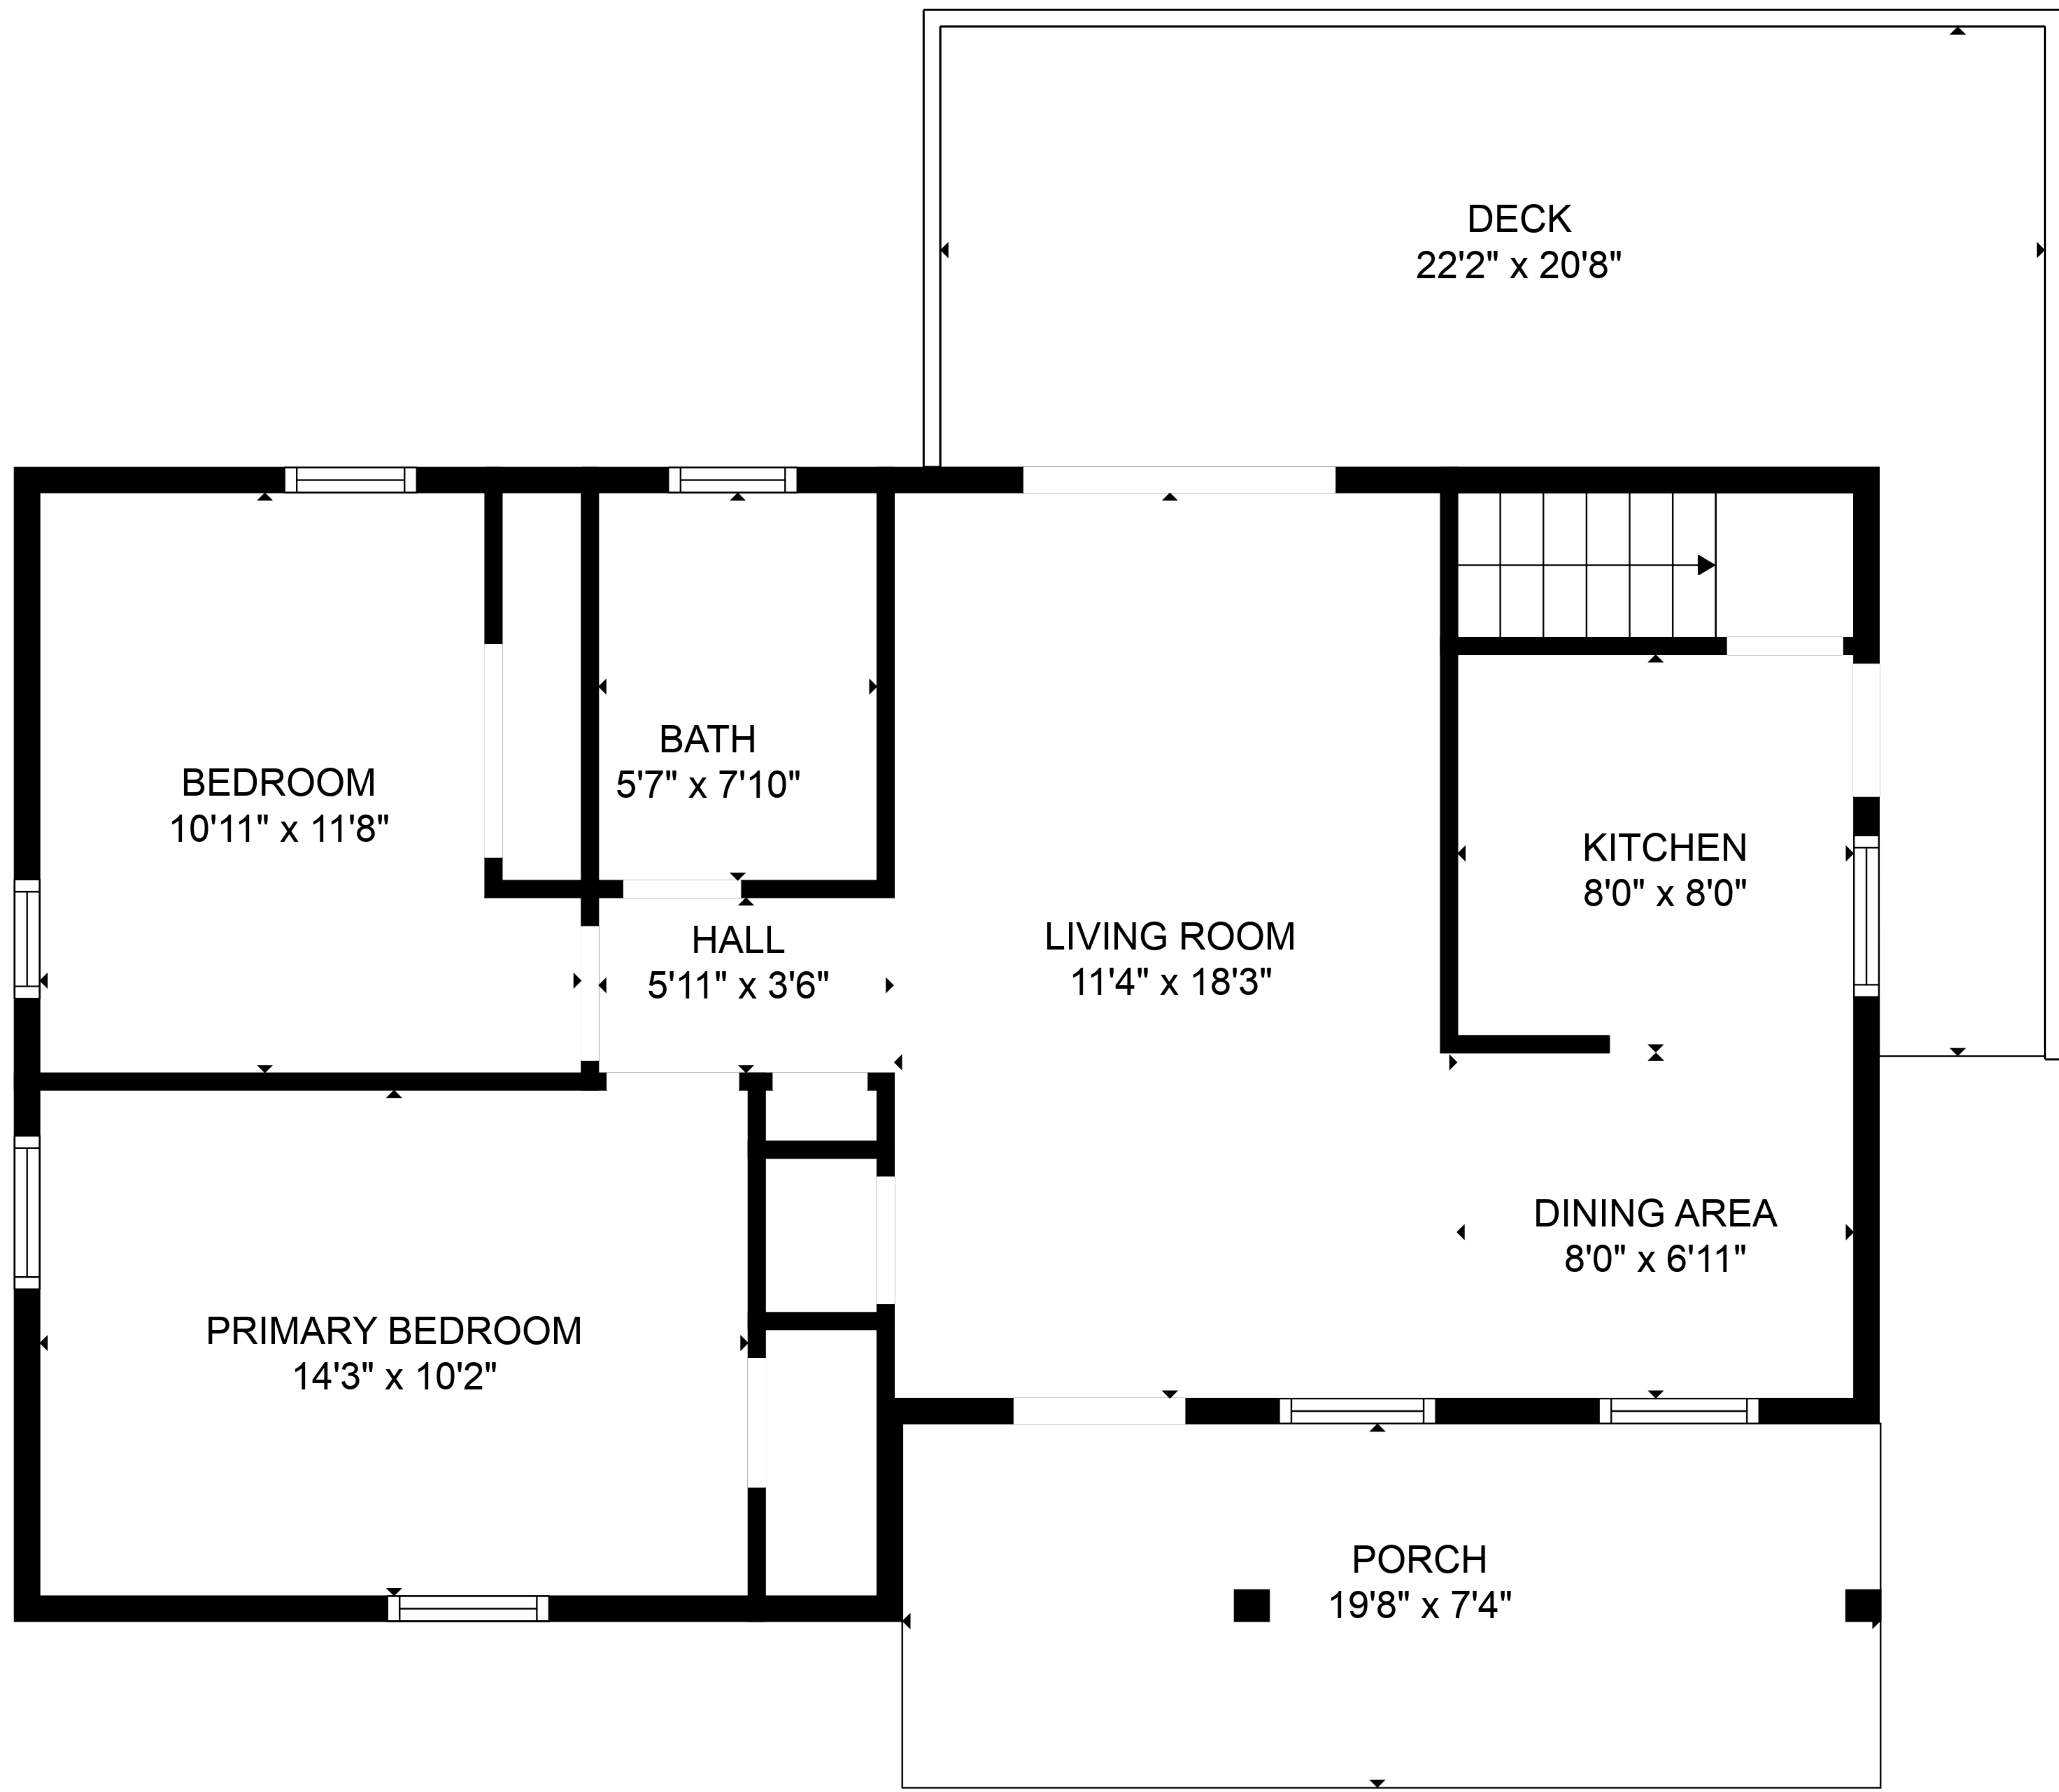 DECK
22'2" x 20'8"
BATH
5'7" x 7'10"
BEDROOM
10'11" x 11'8"
KITCHEN
8'0" x 8'0"
HALL
5'11" x 3'6"
LIVING ROOM
11'4" x 18'3"
DINING AREA
8'0" x 6'11"
PRIMARY BEDROOM
14'3" x 10'2"
PORCH
19'8" x 7'4"